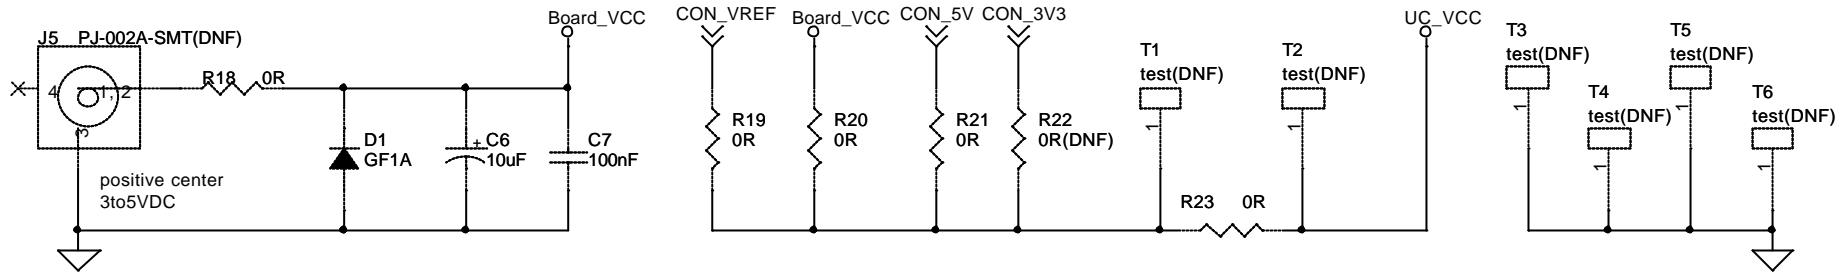 J5 PJ-002A-SMT(DNF)
4
1, 2
3
R18 0R
Board_VCC
D1
GF1A
+
C6
10uF
C7
100nF
positive center
3to5VDC
CON_VREF
Board_VCC
CON_5V
CON_3V3
R19
0R
R20
0R
R21
0R
R22
0R(DNF)
T1
test(DNF)
1
T2
test(DNF)
1
R23 0R
UC_VCC
T3
test(DNF)
1
T4
test(DNF)
1
T5
test(DNF)
1
T6
test(DNF)
1